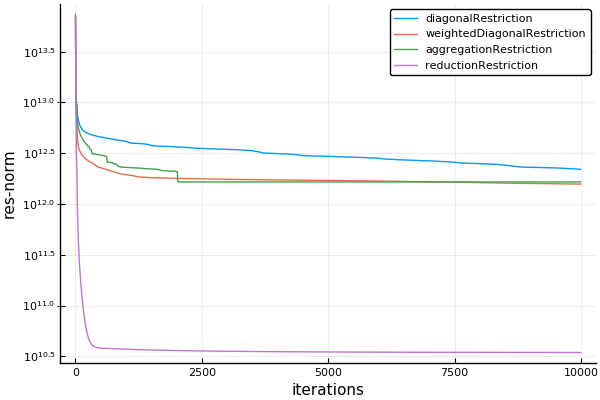 diagonalRestriction
weightedDiagonalRestriction
aggregationRestriction
reductionRestriction
10^13.5
10^13.0
10^12.5
10^12.0
10^11.5
10^11.0
10^10.5
res-norm
0 2500 5000 7500 10000
iterations